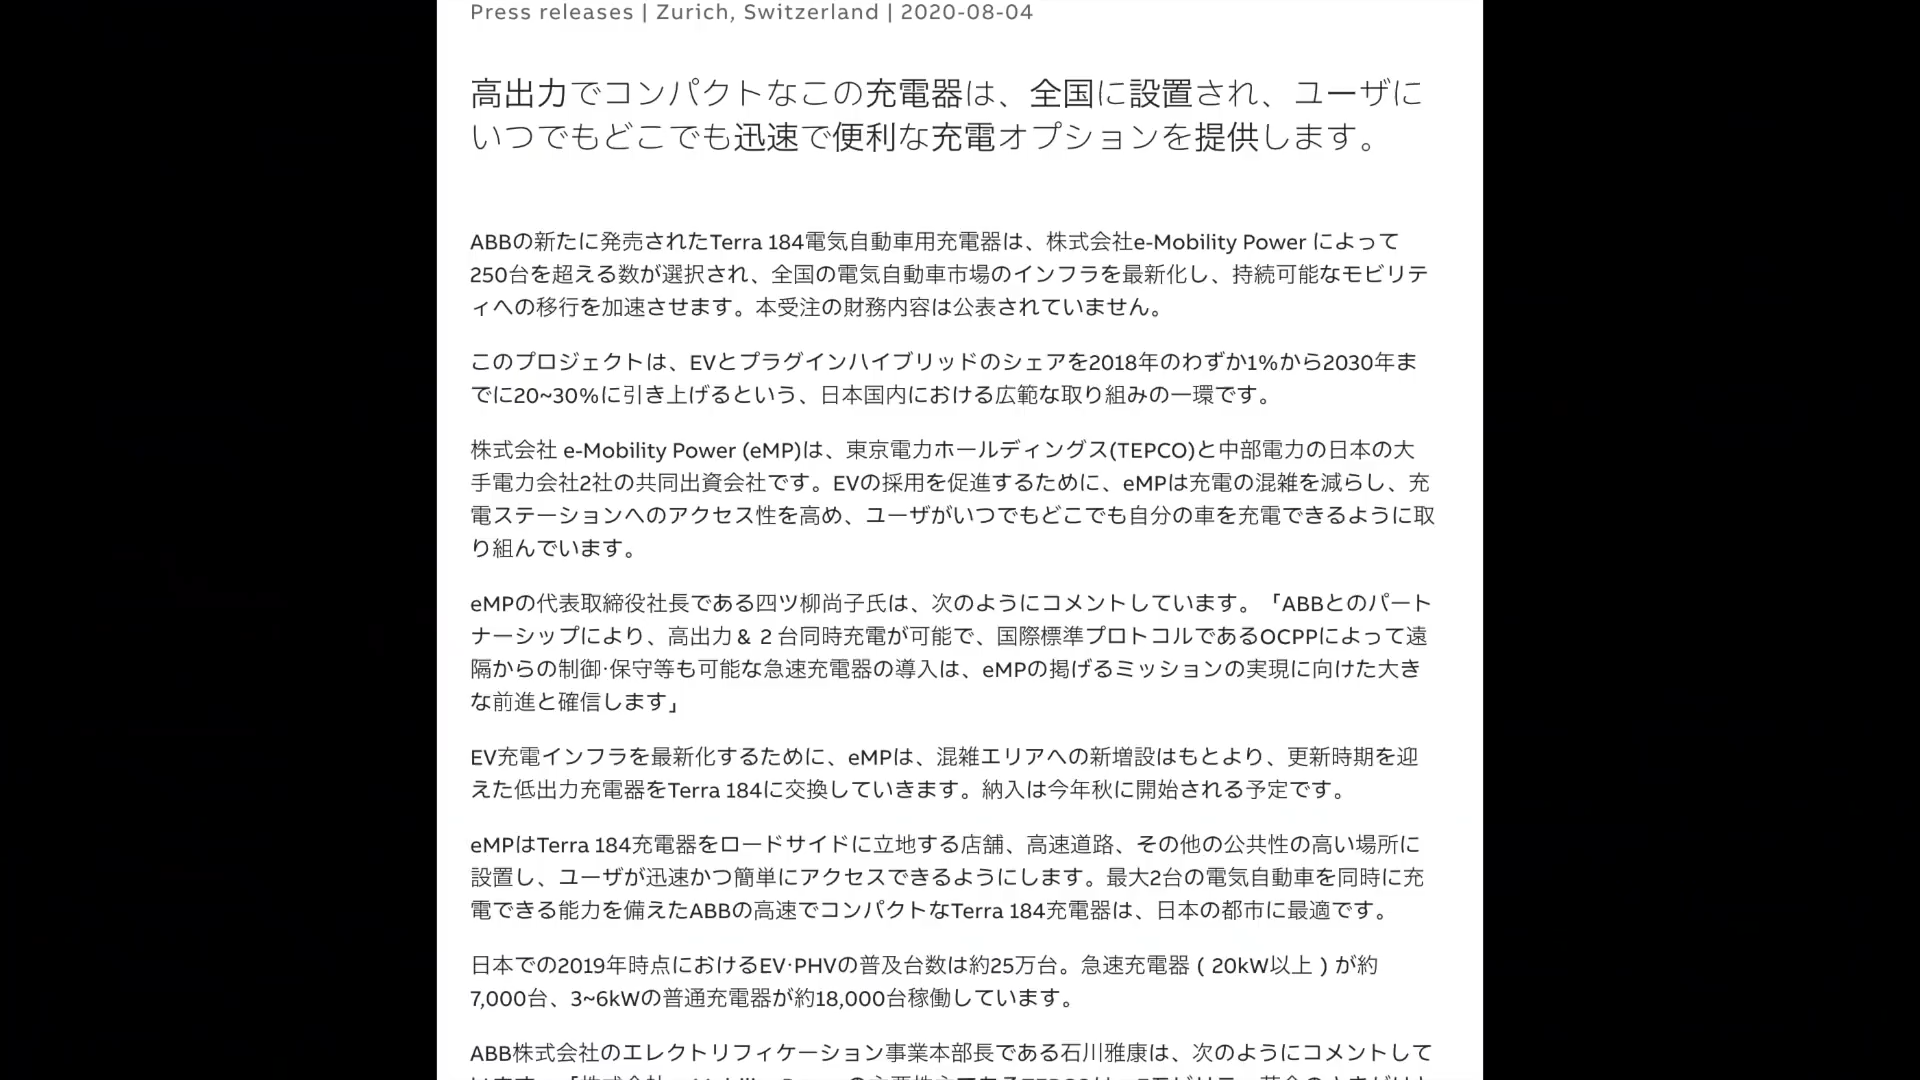 Press releases | Zurich, Switzerland | 2020-08-04
高出力でコンパクトなこの充電器は、全国に設置され、ユーザに
いつでもどこでも迅速で便利な充電オプションを提供します。
ABBの新たに発売されたTerra 184電気自動車用充電器は、株式会社e-Mobility Power によって
250台を超える数が選択され、全国の電気自動車市場のインフラを最新化し、持続可能なモビリテ
ィへの移行を加速させます。本受注の財務内容は公表されていません。
このプロジェクトは、EVとプラグインハイブリッドのシェアを2018年のわずか1%から2030年ま
でに20~30%に引き上げるという、日本国内における広範な取り組みの一環です。
株式会社 e-Mobility Power (eMP)は、東京電力ホールディングス(TEPCO)と中部電力の日本の大
手電力会社2社の共同出資会社です。EVの採用を促進するために、eMPは充電の混雑を減らし、充
電ステーションへのアクセス性を高め、ユーザがいつでもどこでも自分の車を充電できるように取
り組んでいます。
eMPの代表取締役社長である四ツ柳尚子氏は、次のようにコメントしています。「ABBとのパート
ナーシップにより、高出力＆２台同時充電が可能で、国際標準プロトコルであるOCPPによって遠
隔からの制御·保守等も可能な急速充電器の導入は、eMPの掲げるミッションの実現に向けた大き
な前進と確信します」
EV充電インフラを最新化するために、eMPは、混雑エリアへの新増設はもとより、更新時期を迎
えた低出力充電器をTerra 184に交換していきます。納入は今年秋に開始される予定です。
eMPはTerra 184充電器をロードサイドに立地する店舗、高速道路、その他の公共性の高い場所に
設置し、ユーザが迅速かつ簡単にアクセスできるようにします。最大2台の電気自動車を同時に充
電できる能力を備えたABBの高速でコンパクトなTerra 184充電器は、日本の都市に最適です。
日本での2019年時点におけるEV·PHVの普及台数は約25万台。急速充電器 ( 20kW以上 ) が約
7,000台、3~6kWの普通充電器が約18,000台稼働しています。
ABB株式会社のエレクトリフィケーション事業本部長である石川雅康は、次のようにコメントして